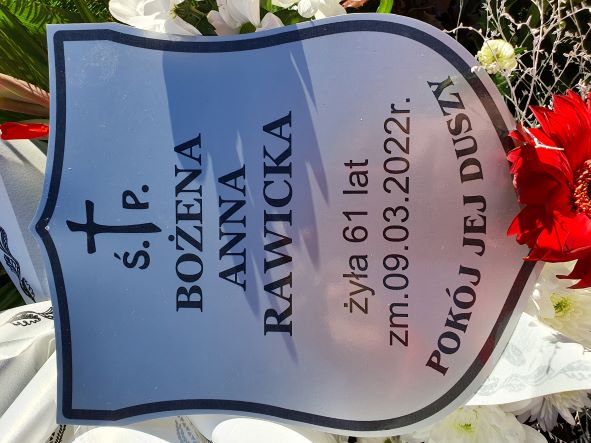 ś. p.
BOŻENA
ANNA
RAWICKA
żyła 61 lat
zm.09.03.2022r.
POKÓJ JEJ DUSZY